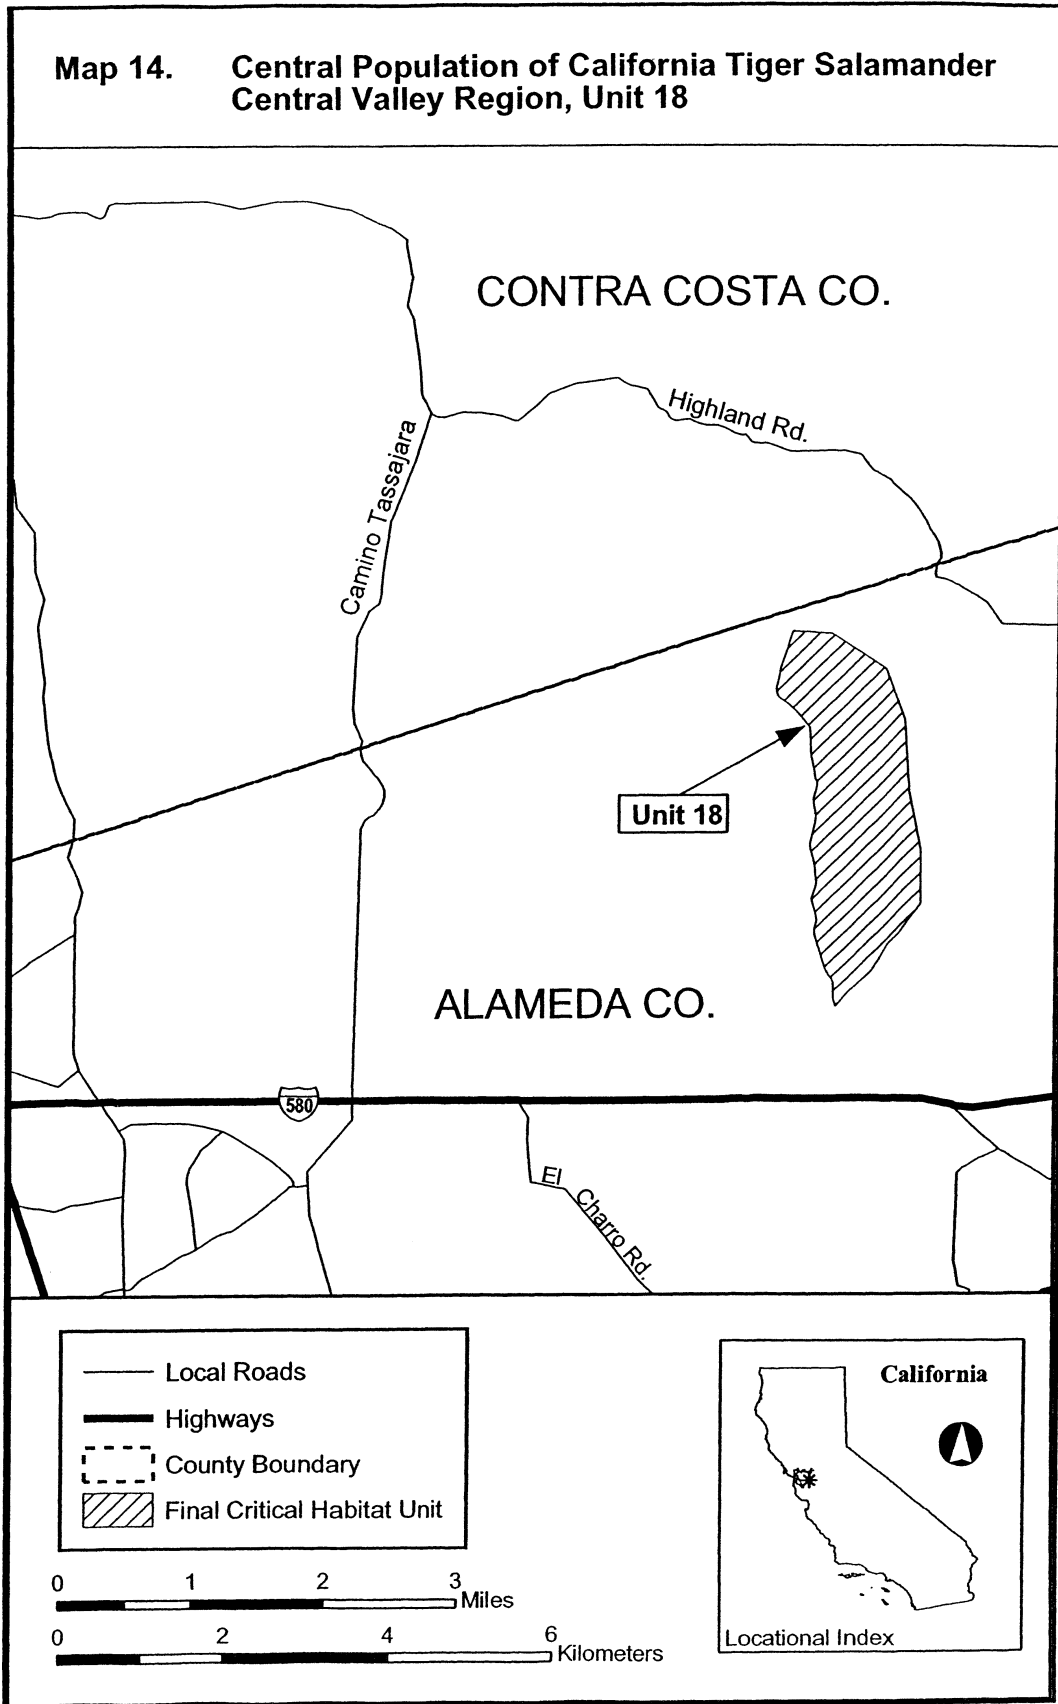 Map 14. Central Population of California Tiger Salamander
Central Valley Region, Unit 18
CONTRA COSTA CO.
Highland Rd.
Camino Tassajara
Unit 18
ALAMEDA CO.
580
El Charro Rd.
Local Roads
Highways
County Boundary
Final Critical Habitat Unit
0 1 2 3 Miles
0 2 4 6 Kilometers
California
Locational Index